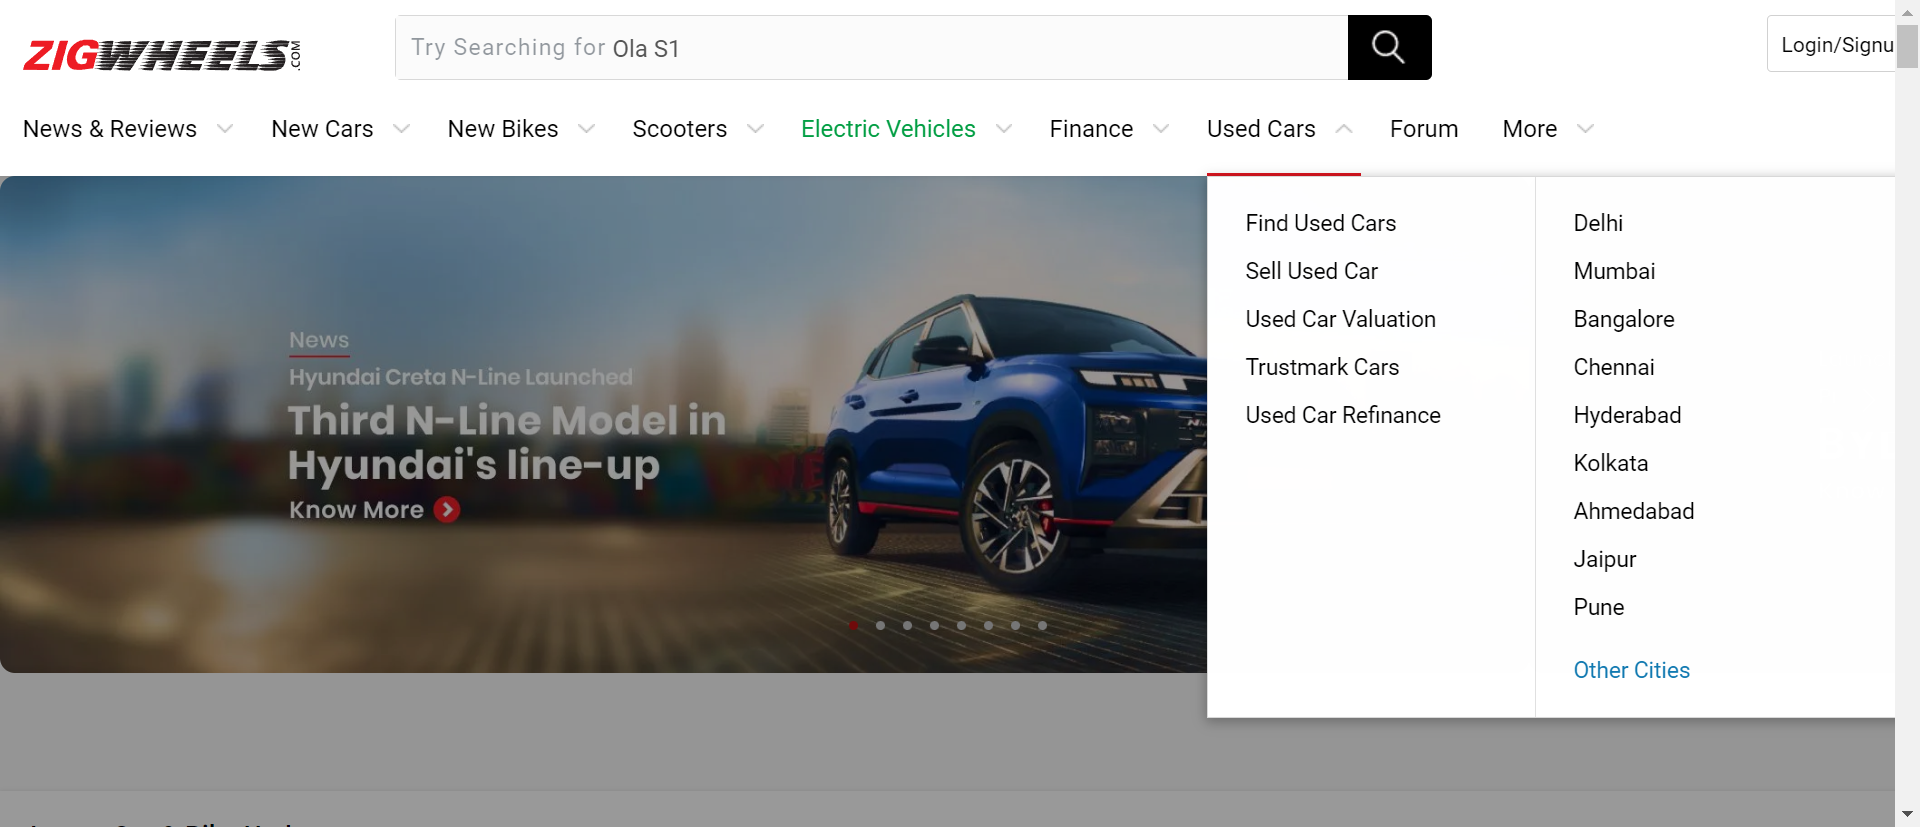 ZIGWHEELS.COM
Try Searching for Ola S1
Login/Signu
News & Reviews
New Cars
New Bikes
Scooters
Electric Vehicles
Finance
Used Cars
Forum
More
News
Hyundai Creta N-Line Launched
Third N-Line Model in
Hyundai's line-up
Know More
Find Used Cars
Sell Used Car
Used Car Valuation
Trustmark Cars
Used Car Refinance
Delhi
Mumbai
Bangalore
Chennai
Hyderabad
Kolkata
Ahmedabad
Jaipur
Pune
Other Cities